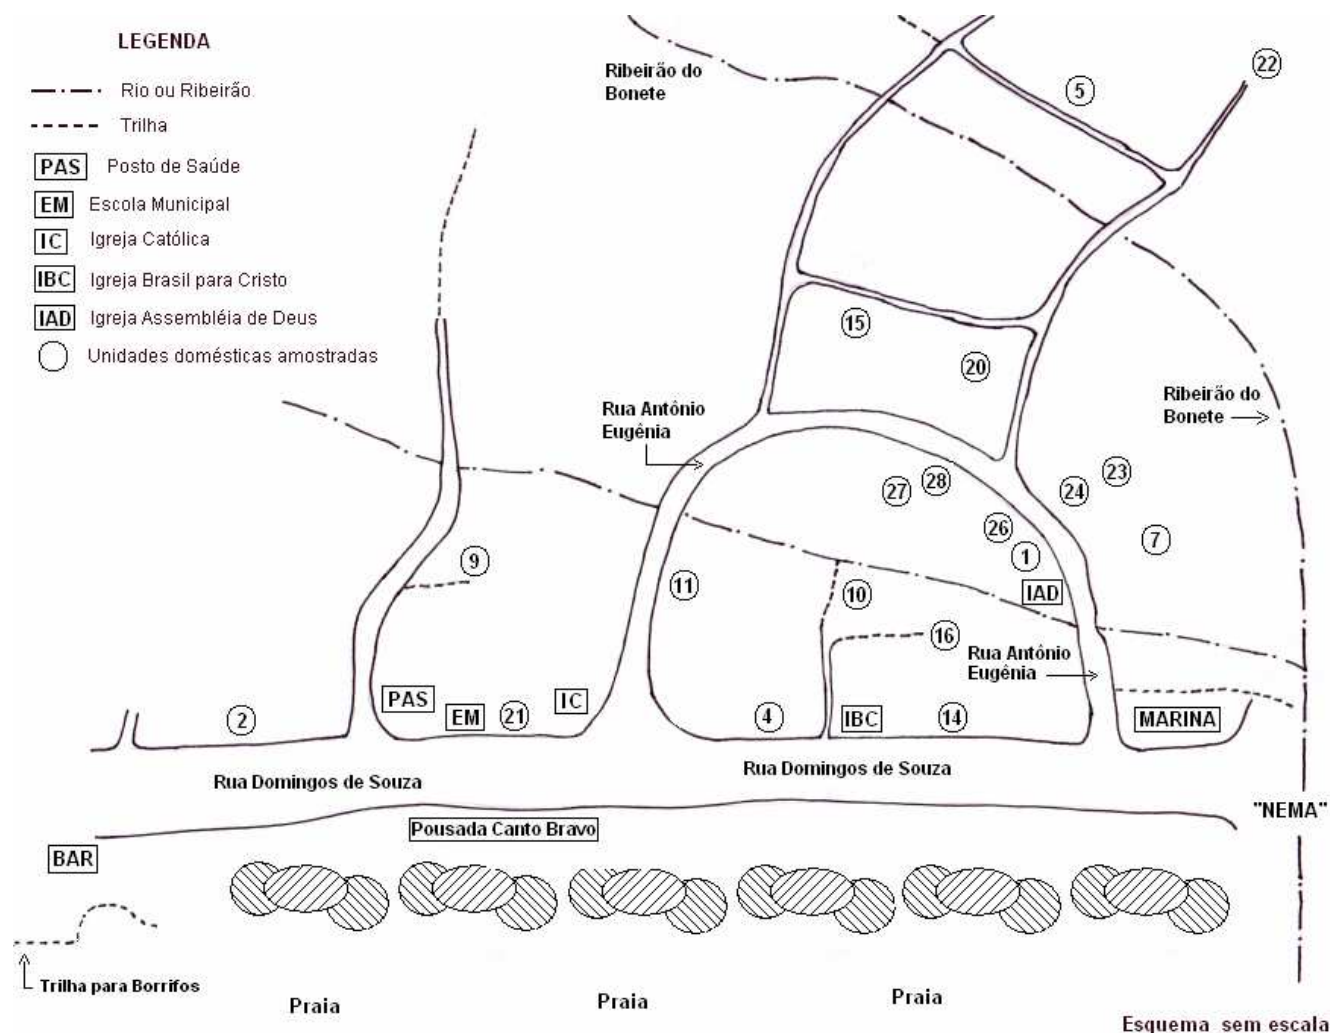 LEGENDA
Rio ou Ribeirão
Trilha
PAS Posto de Saúde
EM Escola Municipal
IC Igreja Católica
IBC Igreja Brasil para Cristo
IAD Igreja Assembléia de Deus
Unidades domésticas amostradas
Ribeirão do
Bonete
5
22
15
20
Rua Antônio
Eugênia
Ribeirão do
Bonete
27
28
24
23
26
7
1
9
11
10
IAD
16
Rua Antônio
Eugênia
PAS
EM
21
IC
2
4
IBC
14
MARINA
Rua Domingos de Souza
Rua Domingos de Souza
"NEMA"
Pousada Canto Bravo
BAR
Trilha para Borrifos
Praia
Praia
Praia
Esquema sem escala